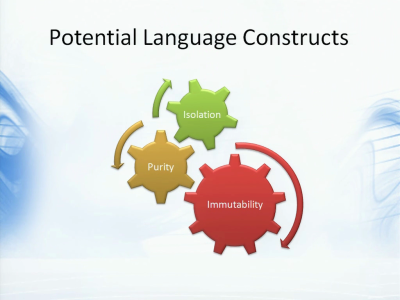 Potential Language Constructs
Isolation
Purity
Immutability